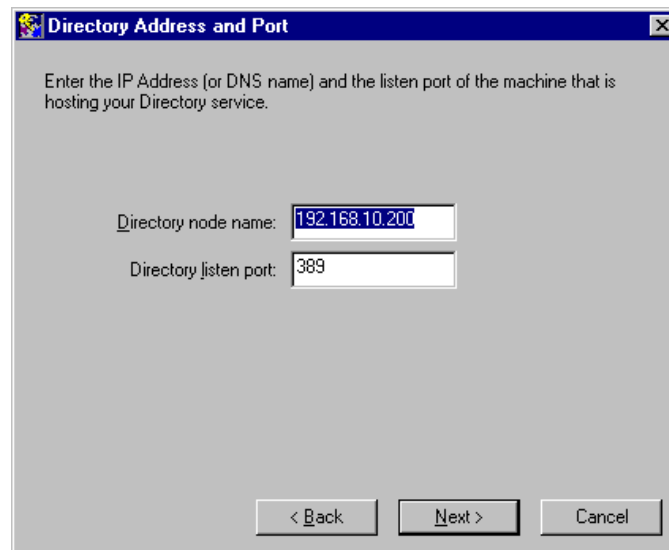 Directory Address and Port
Enter the IP Address (or DNS name) and the listen port of the machine that is
hosting your Directory service.
Directory node name: 192.168.10.200
Directory listen port: 389
< Back Next > Cancel